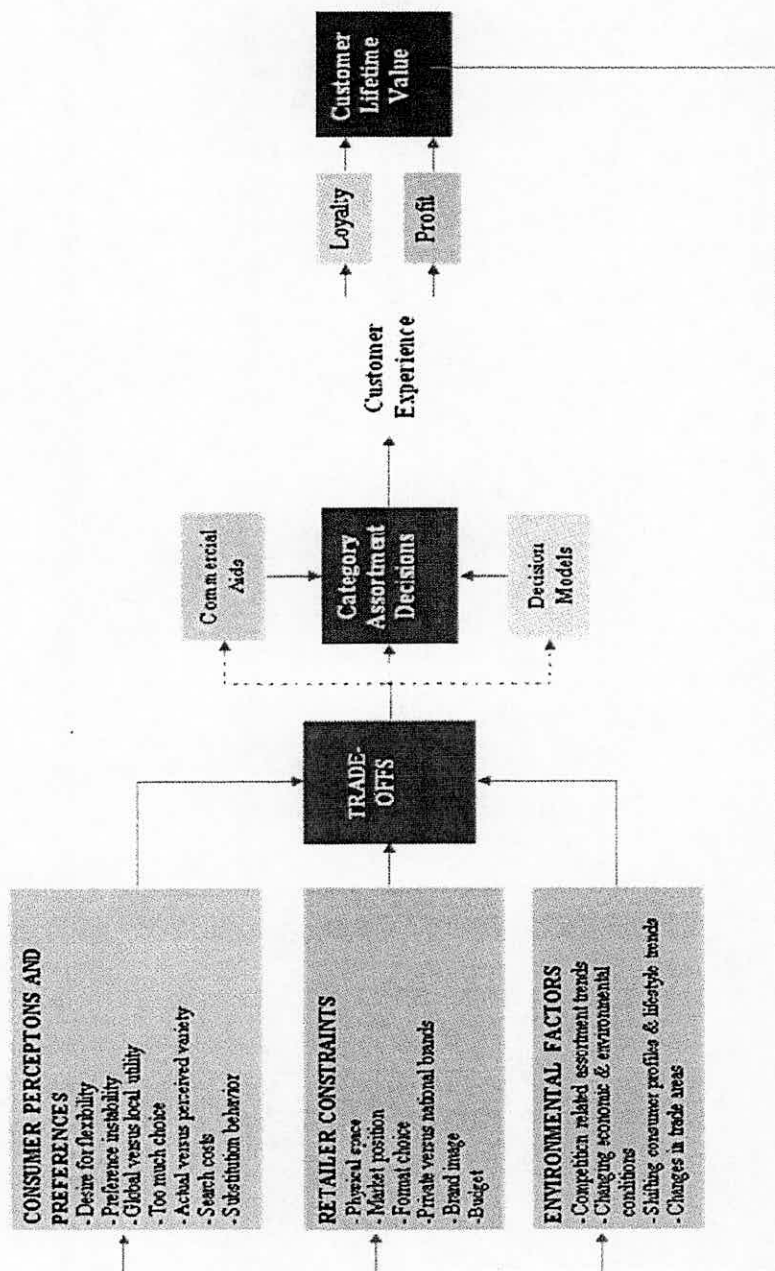 CONSUMER PERCEPTONS AND
PREFERENCES
- Desire for flexibility
- Preference instability
- Global versus local utility
- Too much choice
- Actual versus perceived variety
- Search costs
- Substitution behavior
RETAILER CONSTRAINTS
- Physical space
- Market position
- Format choice
- Private versus national brands
- Brand image
-Budget
ENVIRONMENTAL FACTORS
- Competition related assortment trends
- Changing economic & environmental
conditions
- Shifting consumer profiles & lifestyle trends
- Changes in trade areas
TRADE-
OFFS
Commercial
Aids
Category
Assortment
Decisions
Decision
Models
Customer
Experience
Loyalty
Profit
Customer
Lifetime
Value